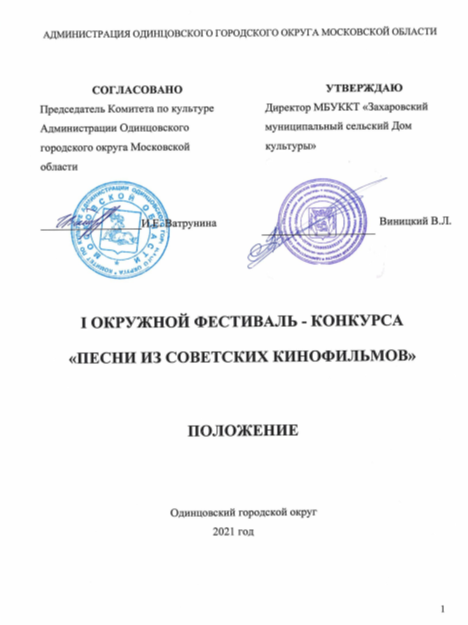 АДМИНИСТРАЦИЯ ОДИНЦОВСКОГО ГОРОДСКОГО ОКРУГА МОСКОВСКОЙ ОБЛАСТИ
СОГЛАСОВАНО
Председатель Комитета по культуре
Администрации Одинцовского
городского округа Московской
области
И.Е. Ватрунина
УТВЕРЖДАЮ
Директор МБУККТ «Захаровский
муниципальный сельский Дом
культуры»
Виницкий В.Л.
МОСКОВСКОЙ ОБЛАСТИ
I ОКРУЖНОЙ ФЕСТИВАЛЬ - КОНКУРСА
«ПЕСНИ ИЗ СОВЕТСКИХ КИНОФИЛЬМОВ»
ПОЛОЖЕНИЕ
Одинцовский городской округ
2021 год
1